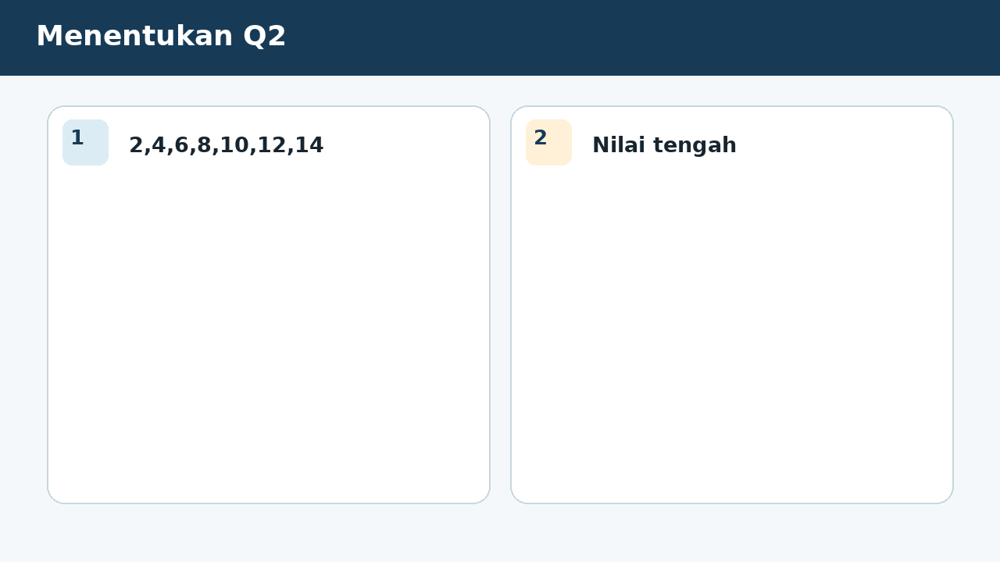 Menentukan Q2
1
2,4,6,8,10,12,14
2
Nilai tengah